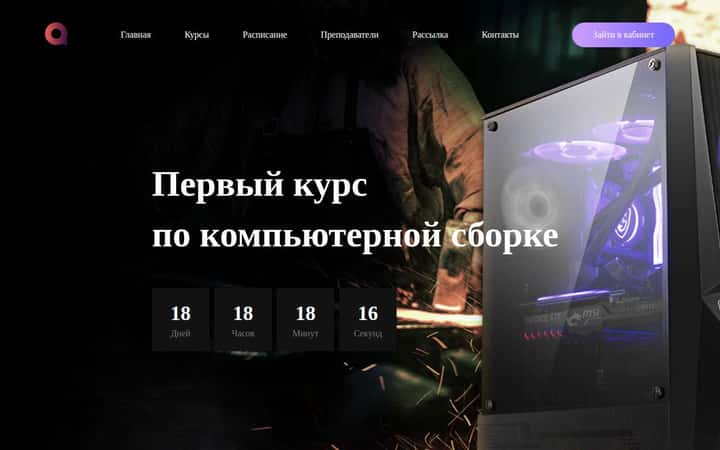 Главная
Курсы
Расписание
Преподаватели
Рассылка
Контакты
Зайти в кабинет
Первый курс
по компьютерной сборке
18 18 18 16
Дней Часов Минут Секунд
msi